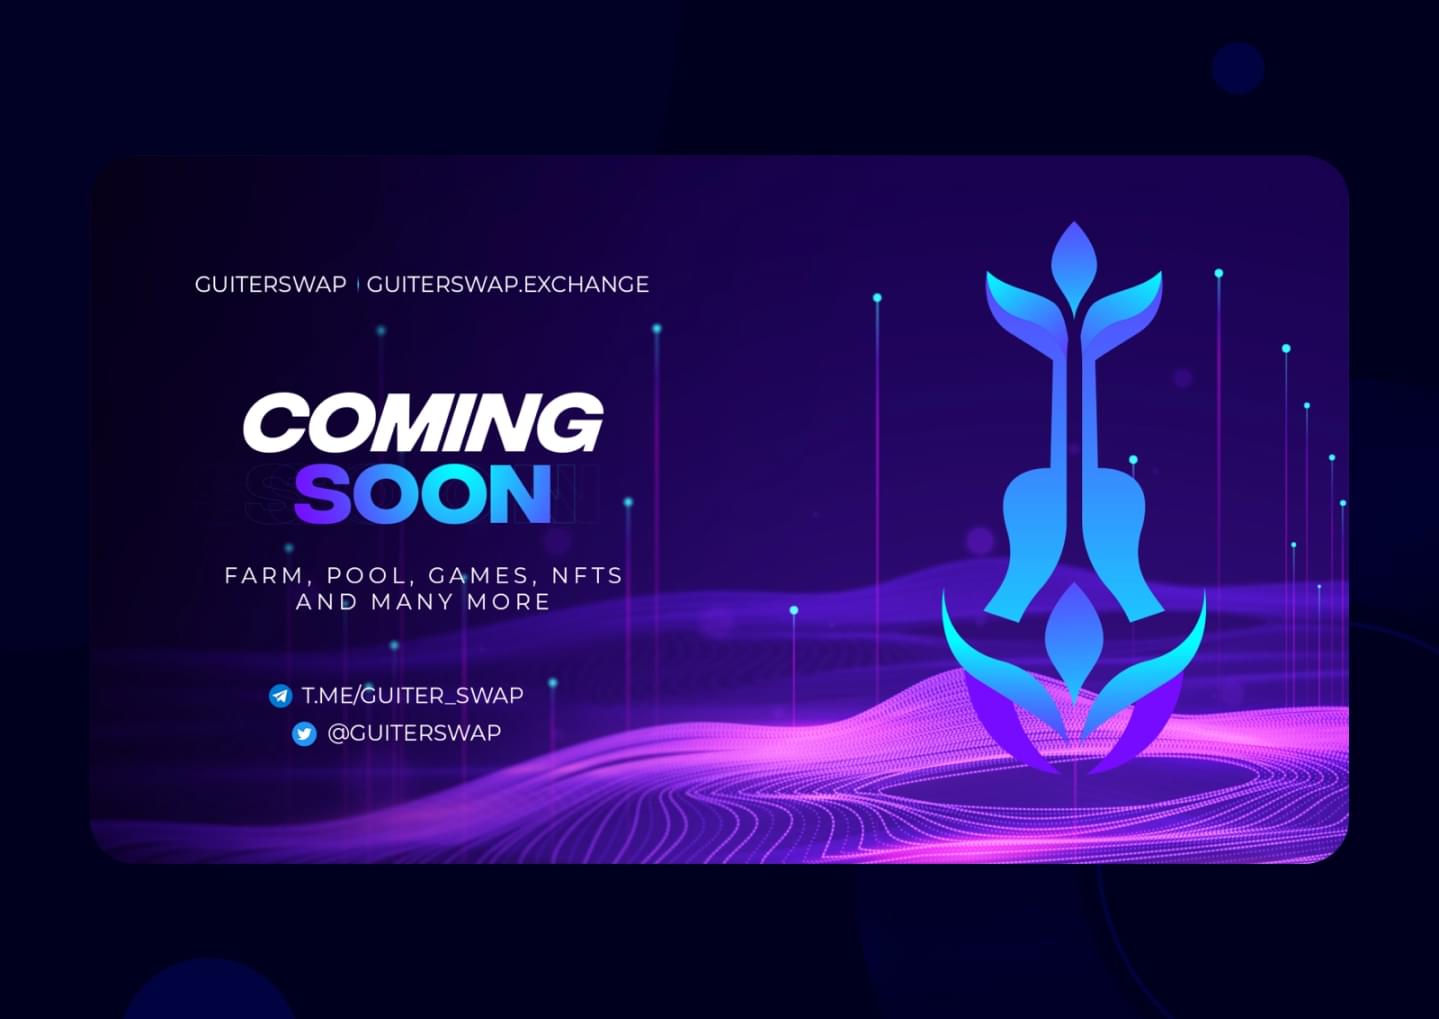 GUITERSWAP | GUITERSWAP.EXCHANGE
COMING
SOON
FARM, POOL, GAMES, NFTS
AND MANY MORE
T.ME/GUITER_SWAP
@GUITERSWAP